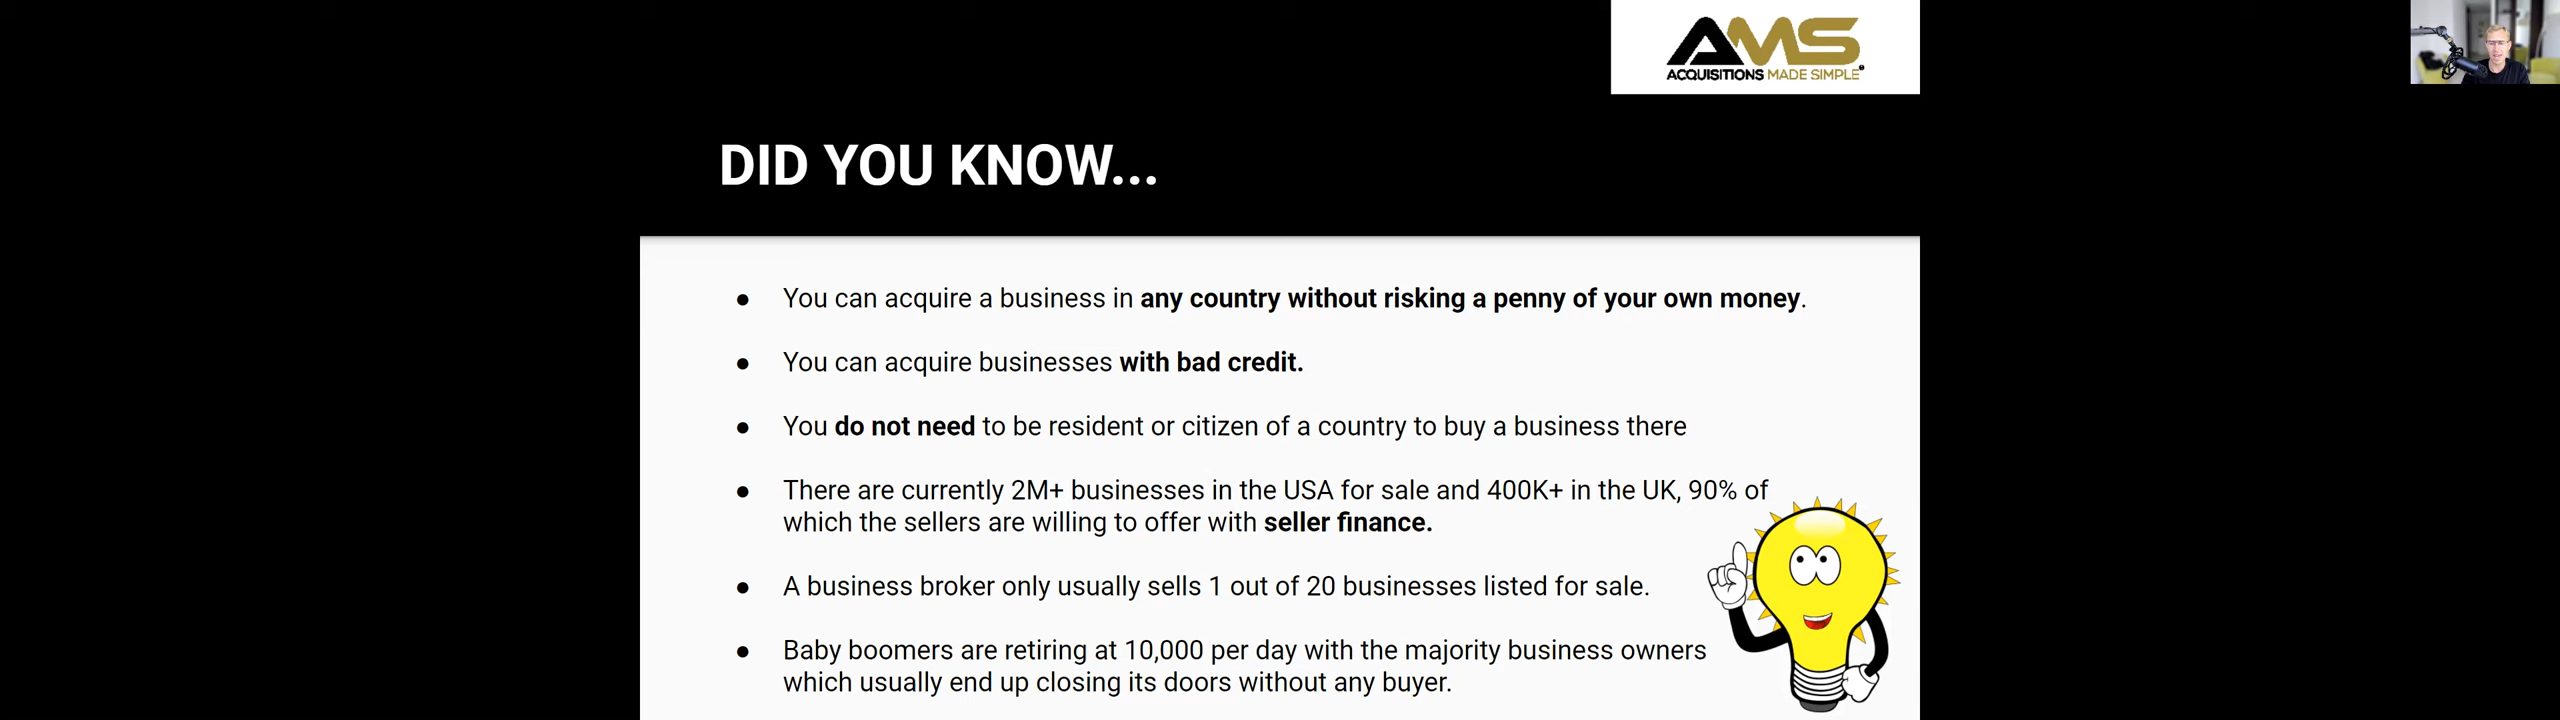 AMS
ACQUISITIONS MADE SIMPLE
DID YOU KNOW...
● You can acquire a business in any country without risking a penny of your own money.
● You can acquire businesses with bad credit.
● You do not need to be resident or citizen of a country to buy a business there
● There are currently 2M+ businesses in the USA for sale and 400K+ in the UK, 90% of
which the sellers are willing to offer with seller finance.
● A business broker only usually sells 1 out of 20 businesses listed for sale.
● Baby boomers are retiring at 10,000 per day with the majority business owners
which usually end up closing its doors without any buyer.